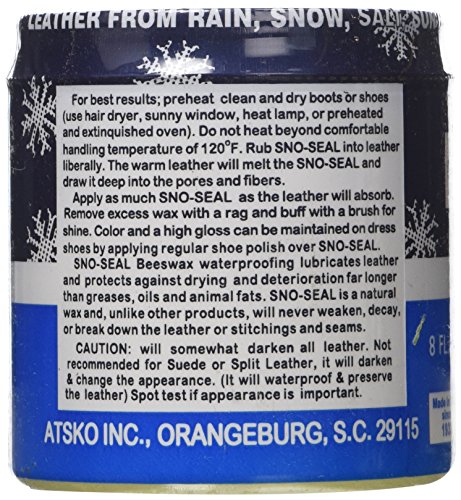 LEATHER FROM RAIN, SNOW, SALT, SUN
For best results; preheat clean and dry boots or shoes
(use hair dryer, sunny window, heat lamp, or preheated
and extinquired oven). Do not heat beyond comfortable
handling temperature of 120°F. Rub SNO-SEAL into leather
liberally. The warm leather will melt the SNO-SEAL and
draw it deep into the pores and fibers.
Apply as much SNO-SEAL as the leather will absorb.
Remove excess wax with a rag and buff with a brush for
shine. Color and a high gloss can be maintained on dress
shoes by applying regular shoe polish over SNO-SEAL.
SNO-SEAL Beeswax waterproofing lubricates leather
and protects against drying and deterioration far longer
than greases, oils and animal fats. SNO-SEAL is a natural
wax and, unlike other products, will never weaken, decay,
or break down the leather or stitchings and seams.
CAUTION: will somewhat darken all leather. Not
recommended for Suede or Split Leather, it will darken
& change the appearance. (It will waterproof & preserve
the leather) Spot test if appearance is important.
8 FL
Made in
ATSKO INC., ORANGEBURG, S.C. 29115